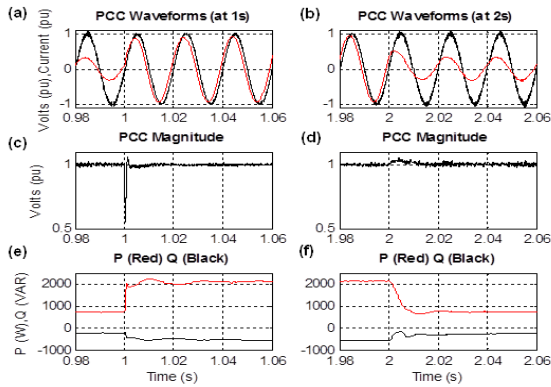 (a) PCC Waveforms (at 1s)
Volts (pu),Current (pu)
1
0
-1
0.98 1 1.02 1.04 1.06
(b) PCC Waveforms (at 2s)
1
0
-1
1.98 2 2.02 2.04 2.06
(c) PCC Magnitude
Volts (pu)
1
0.5
0.98 1 1.02 1.04 1.06
(d) PCC Magnitude
1
0.5
1.98 2 2.02 2.04 2.06
(e) P (Red) Q (Black)
P (W),Q (VAR)
2000
1000
0
-1000
0.98 1 1.02 1.04 1.06
Time (s)
(f) P (Red) Q (Black)
2000
1000
0
-1000
1.98 2 2.02 2.04 2.06
Time (s)